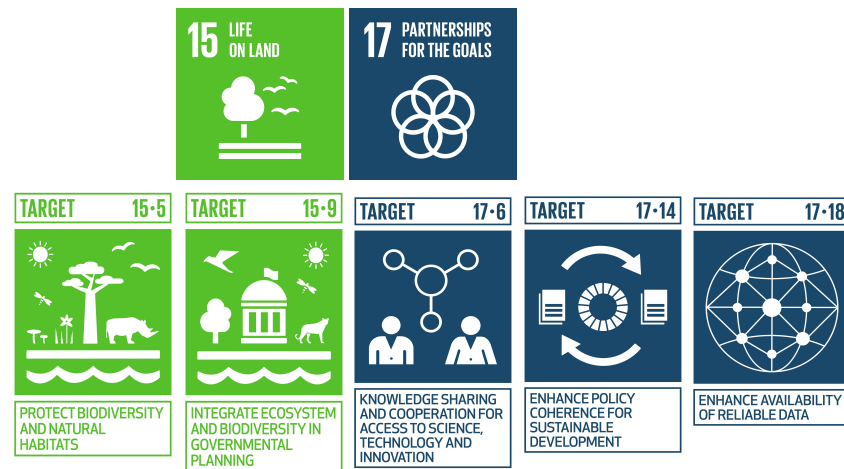 15 LIFE
ON LAND
17 PARTNERSHIPS
FOR THE GOALS
TARGET 15·5
PROTECT BIODIVERSITY
AND NATURAL
HABITATS
TARGET 15·9
INTEGRATE ECOSYSTEM
AND BIODIVERSITY IN
GOVERNMENTAL
PLANNING
TARGET 17·6
KNOWLEDGE SHARING
AND COOPERATION FOR
ACCESS TO SCIENCE,
TECHNOLOGY AND
INNOVATION
TARGET 17·14
ENHANCE POLICY
COHERENCE FOR
SUSTAINABLE
DEVELOPMENT
TARGET 17·18
ENHANCE AVAILABILITY
OF RELIABLE DATA